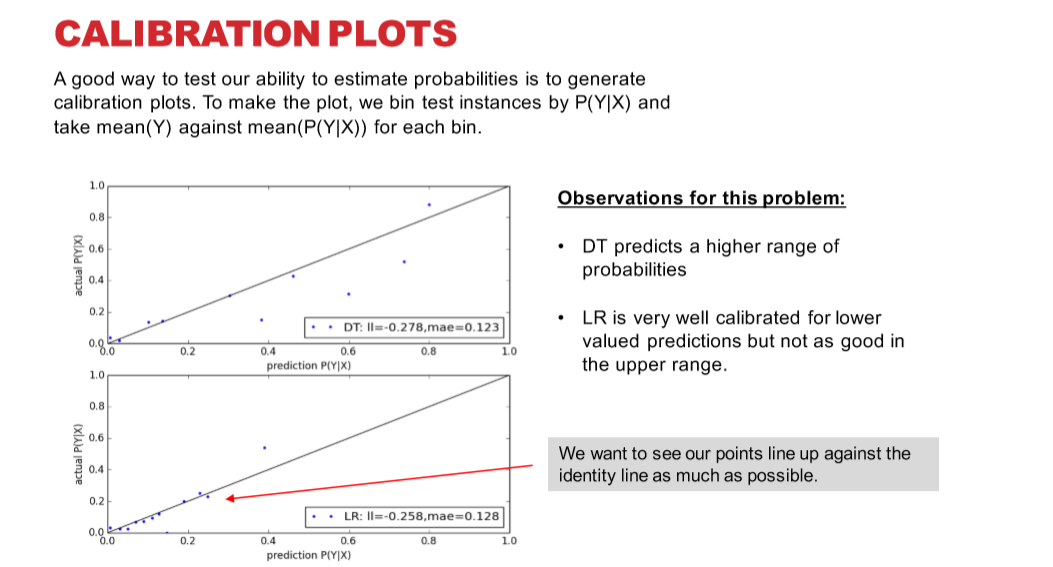 CALIBRATION PLOTS
A good way to test our ability to estimate probabilities is to generate
calibration plots. To make the plot, we bin test instances by P(Y|X) and
take mean(Y) against mean(P(Y|X)) for each bin.
1.0
0.8
0.6
0.4
0.2
0.0
actual P(Y|X)
DT: ll=-0.278,mae=0.123
0.0 0.2 0.4 0.6 0.8 1.0
prediction P(Y|X)
1.0
0.8
0.6
0.4
0.2
0.0
actual P(Y|X)
LR: ll=-0.258,mae=0.128
0.0 0.2 0.4 0.6 0.8 1.0
prediction P(Y|X)
Observations for this problem:
• DT predicts a higher range of
probabilities
• LR is very well calibrated for lower
valued predictions but not as good in
the upper range.
We want to see our points line up against the
identity line as much as possible.